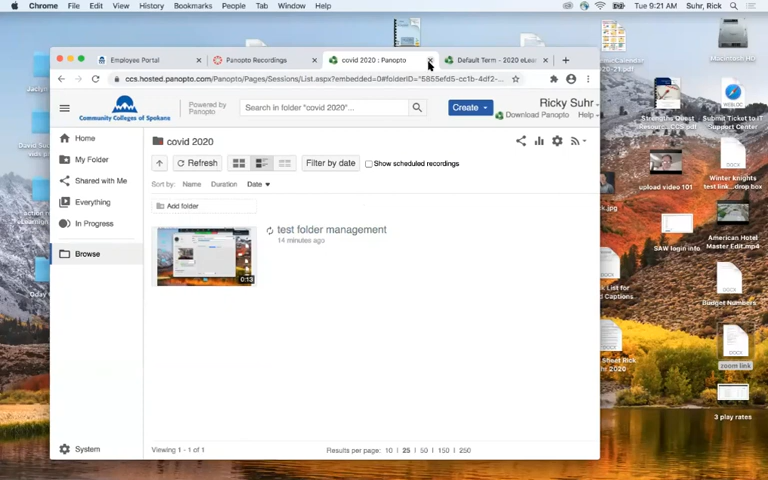 Chrome File Edit View History Bookmarks People Tab Window Help
Tue 9:21 AM Suhr, Rick
Employee Portal
Panopto Recordings
covid 2020 : Panopto
Default Term - 2020 eLear
ccs.hosted.panopto.com/Panopto/Pages/Sessions/List.aspx?embedded=0#folderID="5855efd5-cc1b-4df2-...
Community Colleges of Spokane
Powered by
Panopto
Search in folder "covid 2020"...
Create
Ricky Suhr
Download Panopto Help
Home
My Folder
Shared with Me
Everything
In Progress
Browse
System
covid 2020
Refresh
Filter by date
Show scheduled recordings
Sort by: Name Duration Date
Add folder
test folder management
14 minutes ago
0:13
Viewing 1 - 1 of 1
Results per page: 10 | 25 | 50 | 150 | 250
Macintosh HD
Submit Ticket to IT
Support Center
upload video 101
Winter knights
test link...drop box
SAW login info
American Hotel
Master Edit.mp4
Budget Numbers
zoom link
3 play rates